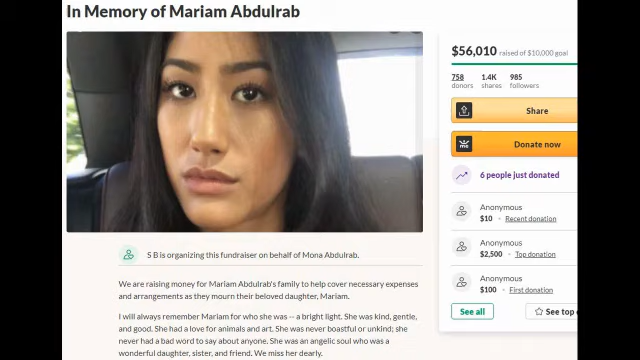 In Memory of Mariam Abdulrab
$56,010 raised of $10,000 goal
758 1.4K 985
donors shares followers
Share
Donate now
6 people just donated
Anonymous
$10 • Recent donation
Anonymous
$2,500 • Top donation
Anonymous
$100 • First donation
See all
See top
S B is organizing this fundraiser on behalf of Mona Abdulrab.
We are raising money for Mariam Abdulrab's family to help cover necessary expenses
and arrangements as they mourn their beloved daughter, Mariam.
I will always remember Mariam for who she was -- a bright light. She was kind, gentle,
and good. She had a love for animals and art. She was never boastful or unkind; she
never had a bad word to say about anyone. She was an angelic soul who was a
wonderful daughter, sister, and friend. We miss her dearly.